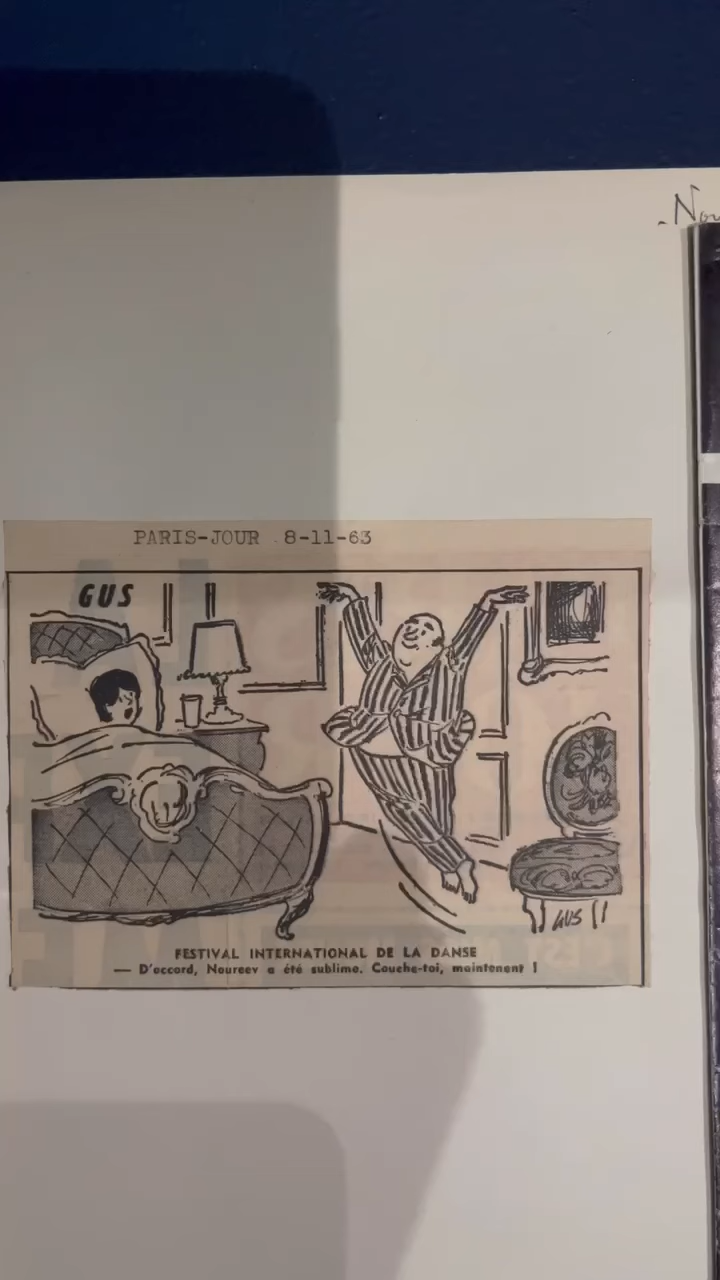 PARIS-JOUR 8-11-63
GUS
GUS
FESTIVAL INTERNATIONAL DE LA DANSE
— D'accord, Noureev a été sublime. Couche-toi, maintenant !